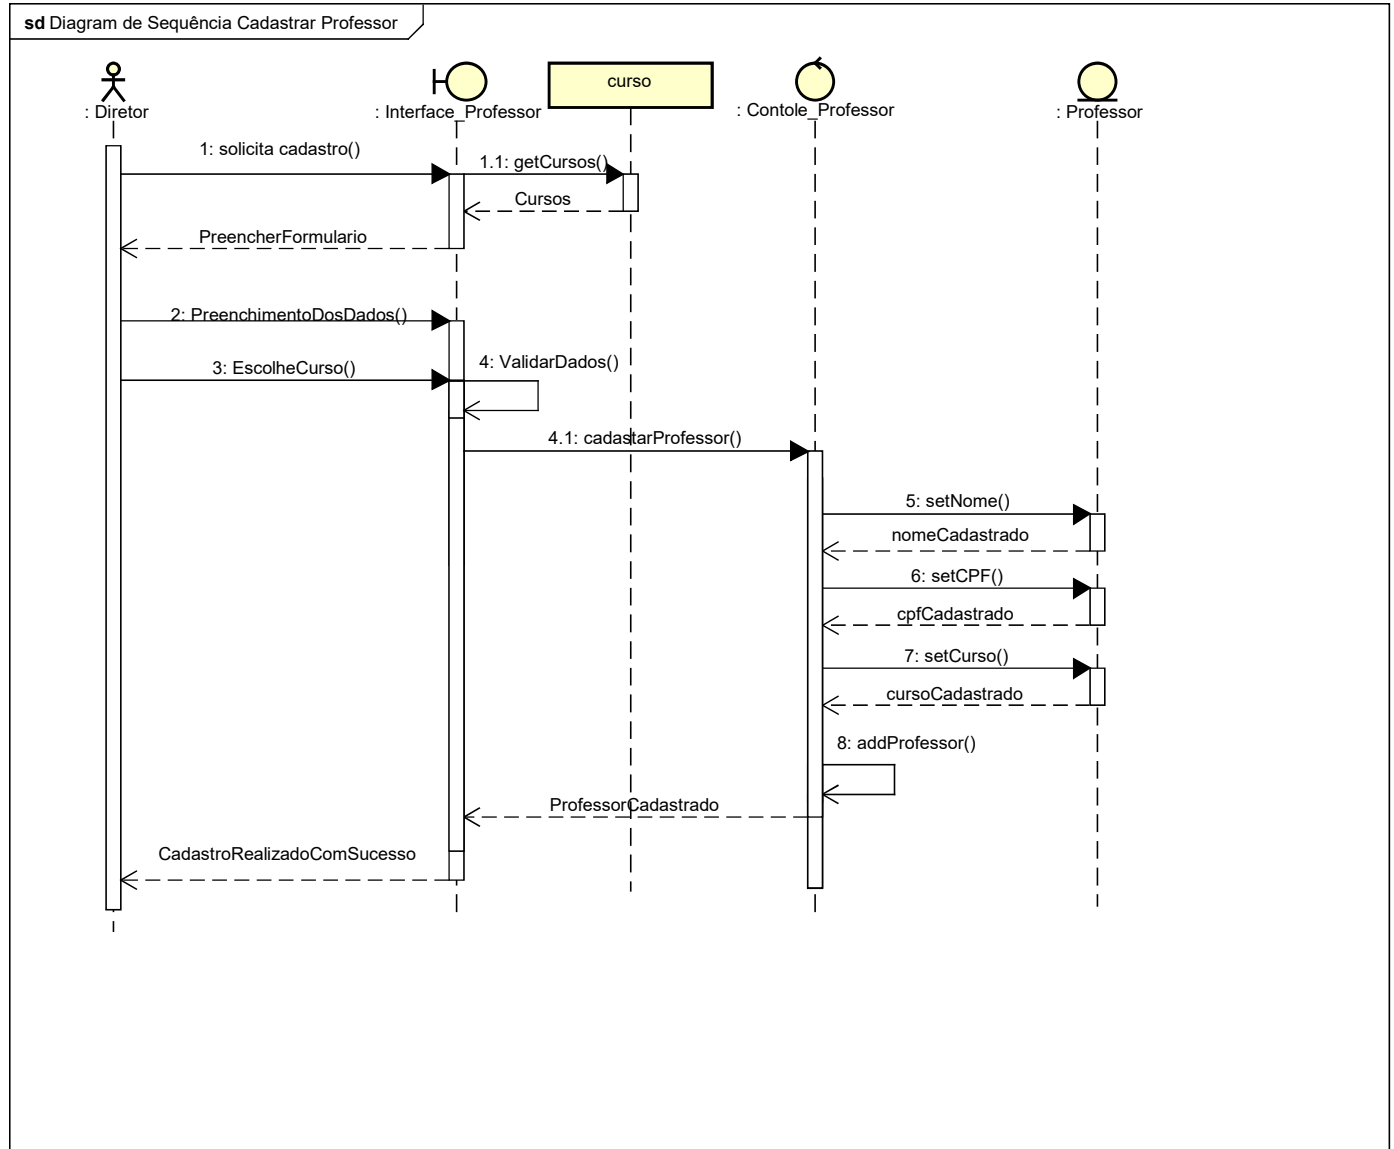 sd Diagram de Sequência Cadastrar Professor
: Diretor
: Interface_Professor
curso
: Contole_Professor
: Professor
1: solicita cadastro()
1.1: getCursos()
Cursos
PreencherFormulario
2: PreenchimentoDosDados()
3: EscolheCurso()
4: ValidarDados()
4.1: cadastarProfessor()
5: setNome()
nomeCadastrado
6: setCPF()
cpfCadastrado
7: setCurso()
cursoCadastrado
8: addProfessor()
ProfessorCadastrado
CadastroRealizadoComSucesso